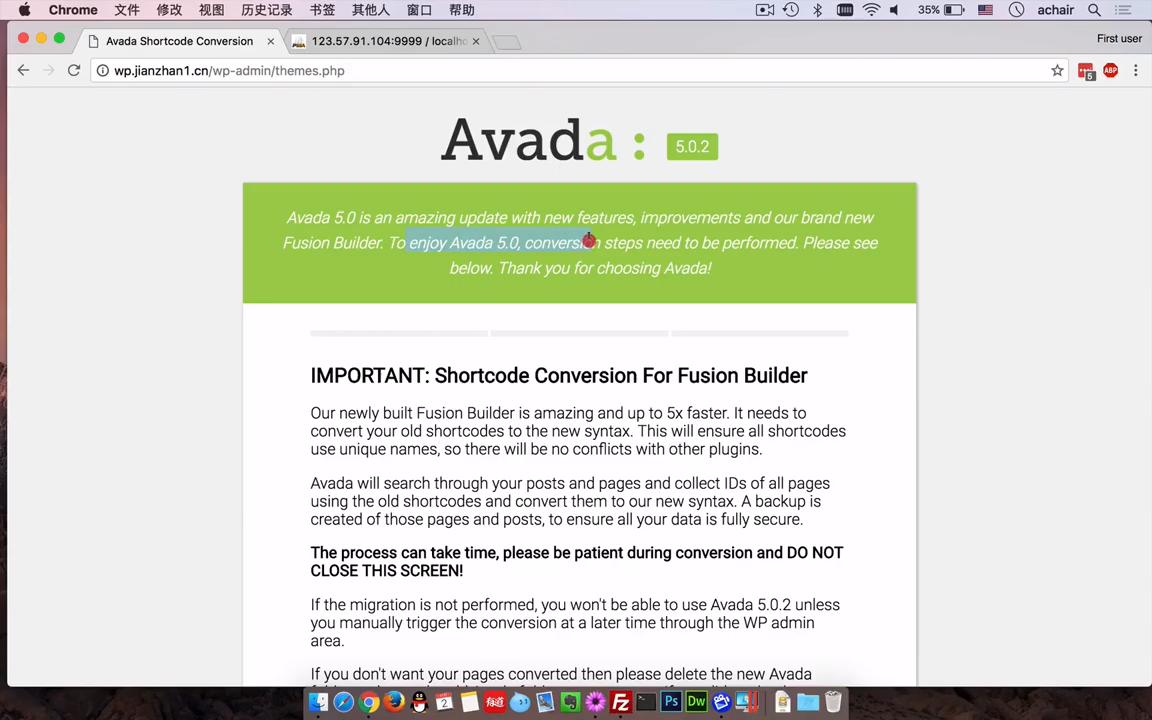 Chrome 文件 修改 视图 历史记录 书签 其他人 窗口 帮助 35% achair
Avada Shortcode Conversion 123.57.91.104:9999 / localho First user
wp.jianzhan1.cn/wp-admin/themes.php 5 ABP
Avada : 5.0.2
Avada 5.0 is an amazing update with new features, improvements and our brand new
Fusion Builder. To enjoy Avada 5.0, conversion steps need to be performed. Please see
below. Thank you for choosing Avada!
IMPORTANT: Shortcode Conversion For Fusion Builder
Our newly built Fusion Builder is amazing and up to 5x faster. It needs to
convert your old shortcodes to the new syntax. This will ensure all shortcodes
use unique names, so there will be no conflicts with other plugins.
Avada will search through your posts and pages and collect IDs of all pages
using the old shortcodes and convert them to our new syntax. A backup is
created of those pages and posts, to ensure all your data is fully secure.
The process can take time, please be patient during conversion and DO NOT
CLOSE THIS SCREEN!
If the migration is not performed, you won't be able to use Avada 5.0.2 unless
you manually trigger the conversion at a later time through the WP admin
area.
If you don't want your pages converted then please delete the new Avada
2 有道 Fz Ps Dw